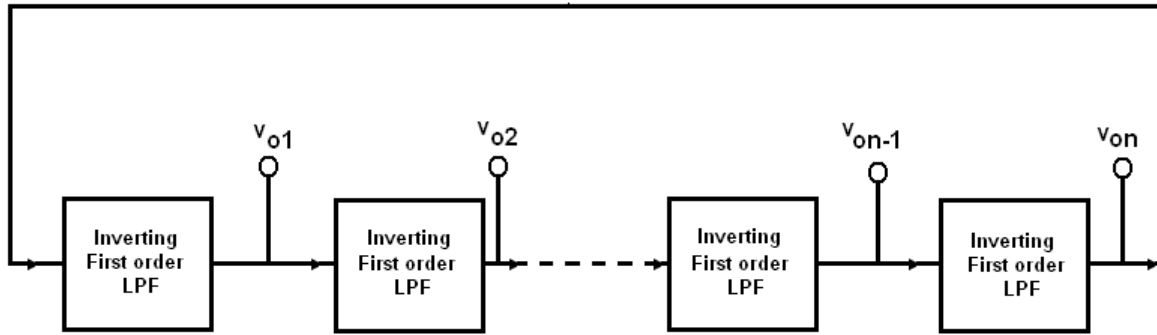 v_o1
v_o2
v_on-1
v_on
Inverting
First order
LPF
Inverting
First order
LPF
Inverting
First order
LPF
Inverting
First order
LPF